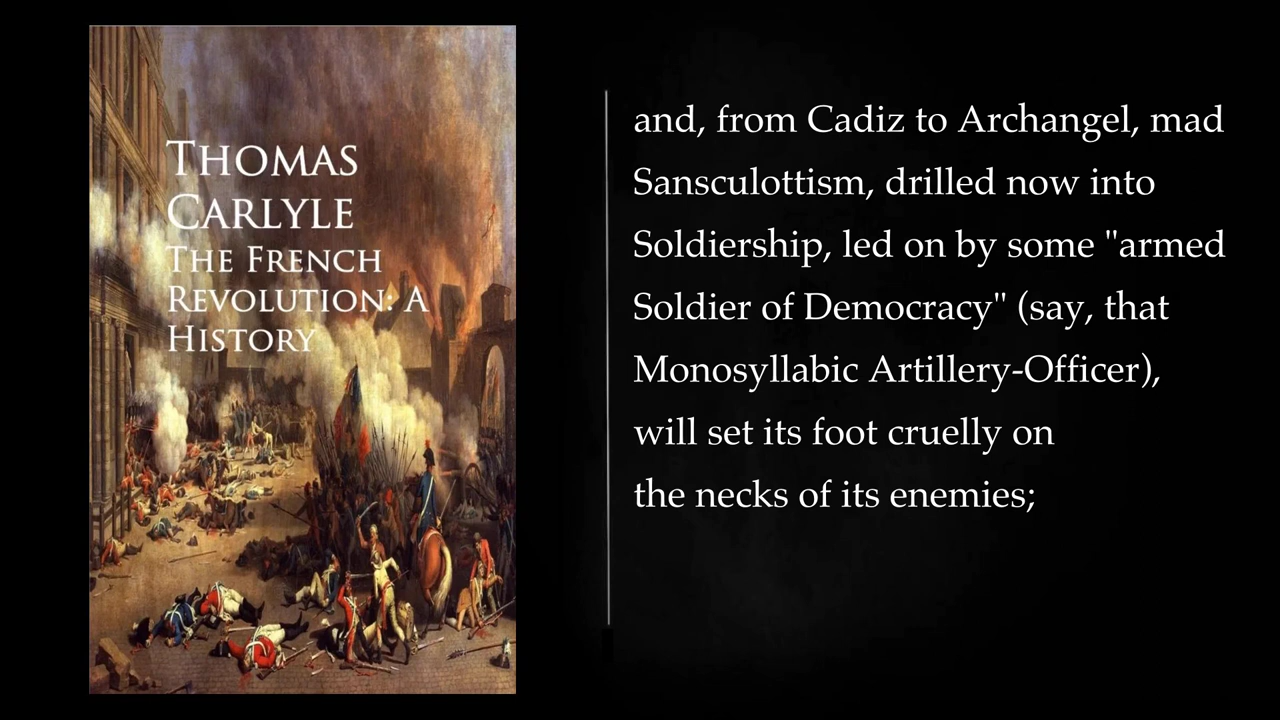 THOMAS
CARLYLE
THE FRENCH
REVOLUTION: A
HISTORY
and, from Cadiz to Archangel, mad
Sansculottism, drilled now into
Soldiership, led on by some "armed
Soldier of Democracy" (say, that
Monosyllabic Artillery-Officer),
will set its foot cruelly on
the necks of its enemies;